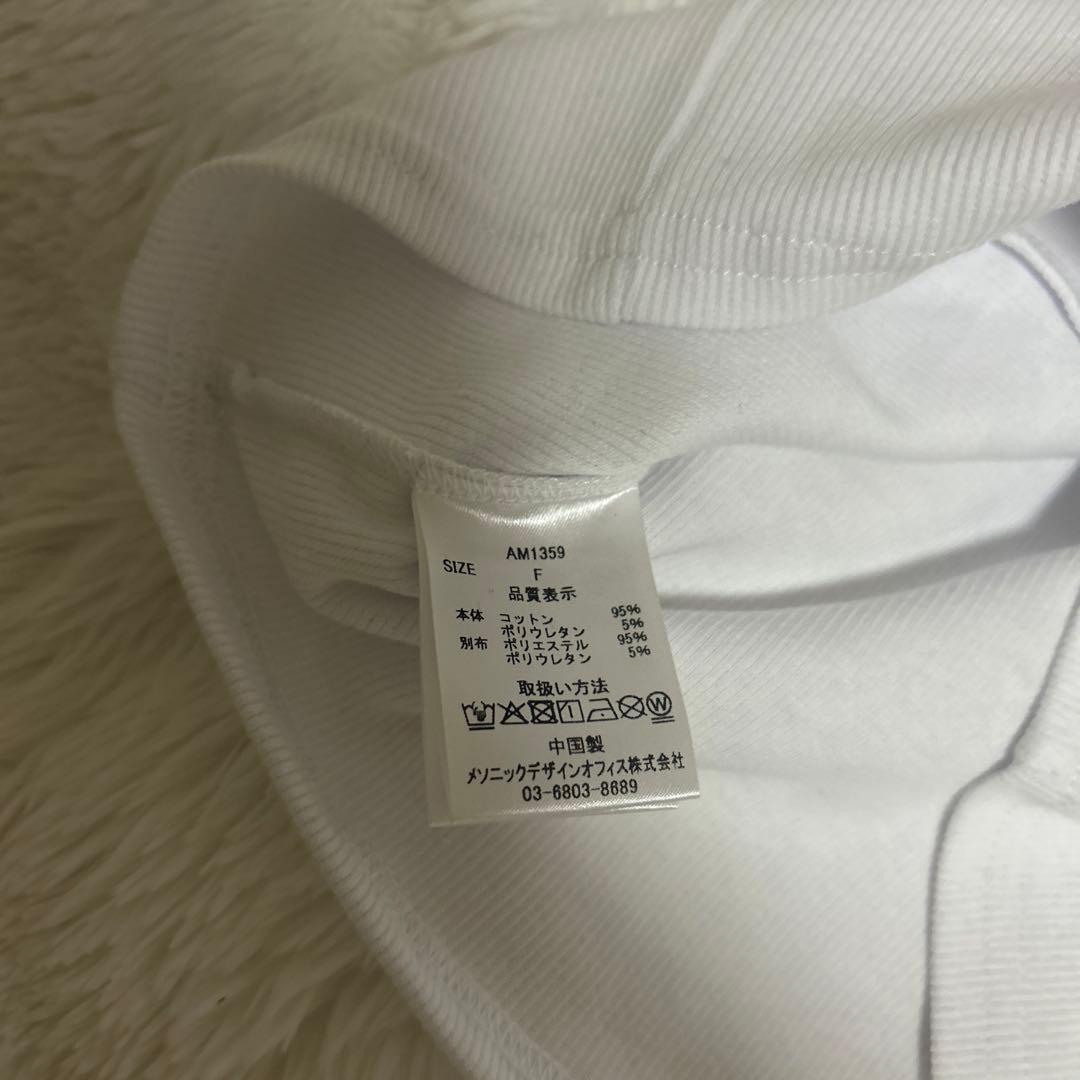 AM1359
SIZE F
品質表示
本体 コットン 95%
ポリウレタン 5%
別布 ポリエステル 95%
ポリウレタン 5%
取扱い方法
中国製
メソニックデザインオフィス株式会社
03-6803-8689